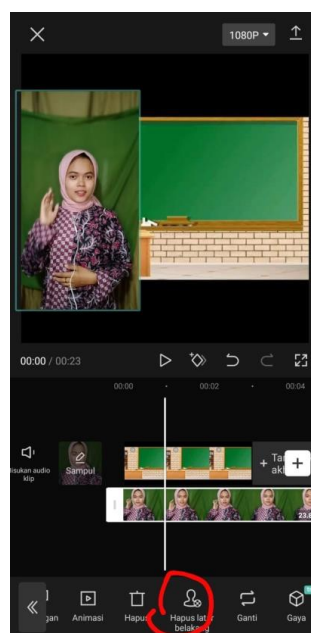 1080P
00:00 / 00:23
00:00 00:02 00:04
Sampul
klip
23.8
Animasi Hapus Hapus latar Ganti Gaya
belakang